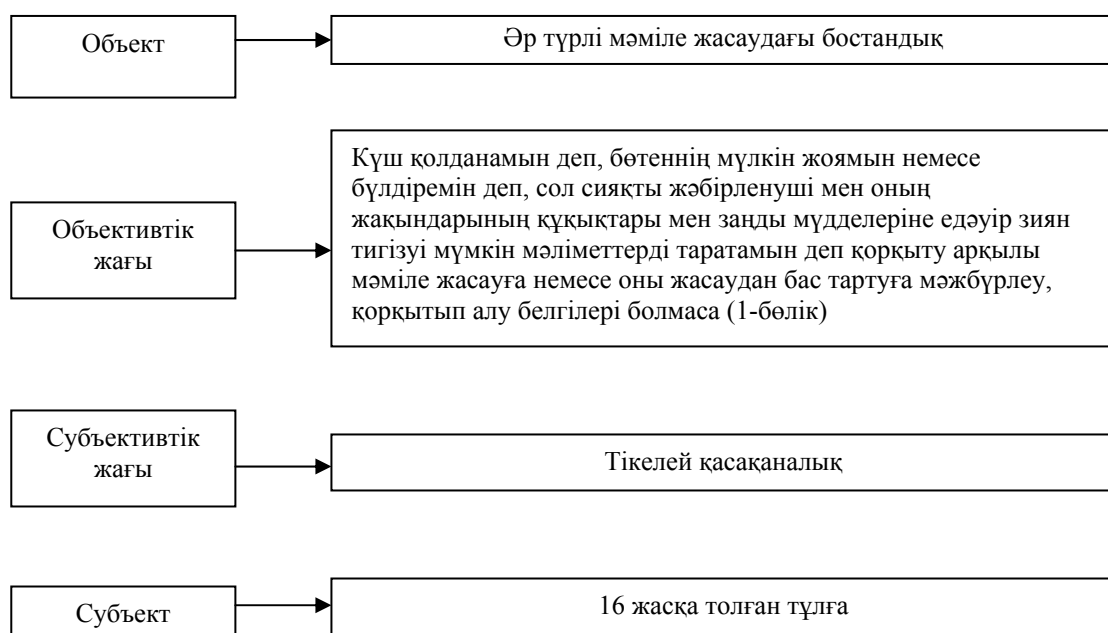 Объект
Әр түрлі мәміле жасаудағы бостандық
Объективтік
жағы
Күш қолданамын деп, бөтеннің мүлкін жоямын немесе
бүлдіремін деп, сол сияқты жәбірленуші мен оның
жақындарының құқықтары мен заңды мүдделеріне едәуір зиян
тигізуі мүмкін мәліметтерді таратамын деп қорқыту арқылы
мәміле жасауға немесе оны жасаудан бас тартуға мәжбүрлеу,
қорқытып алу белгілері болмаса (1-бөлік)
Субъективтік
жағы
Тікелей қасақаналық
Субъект
16 жасқа толған тұлға